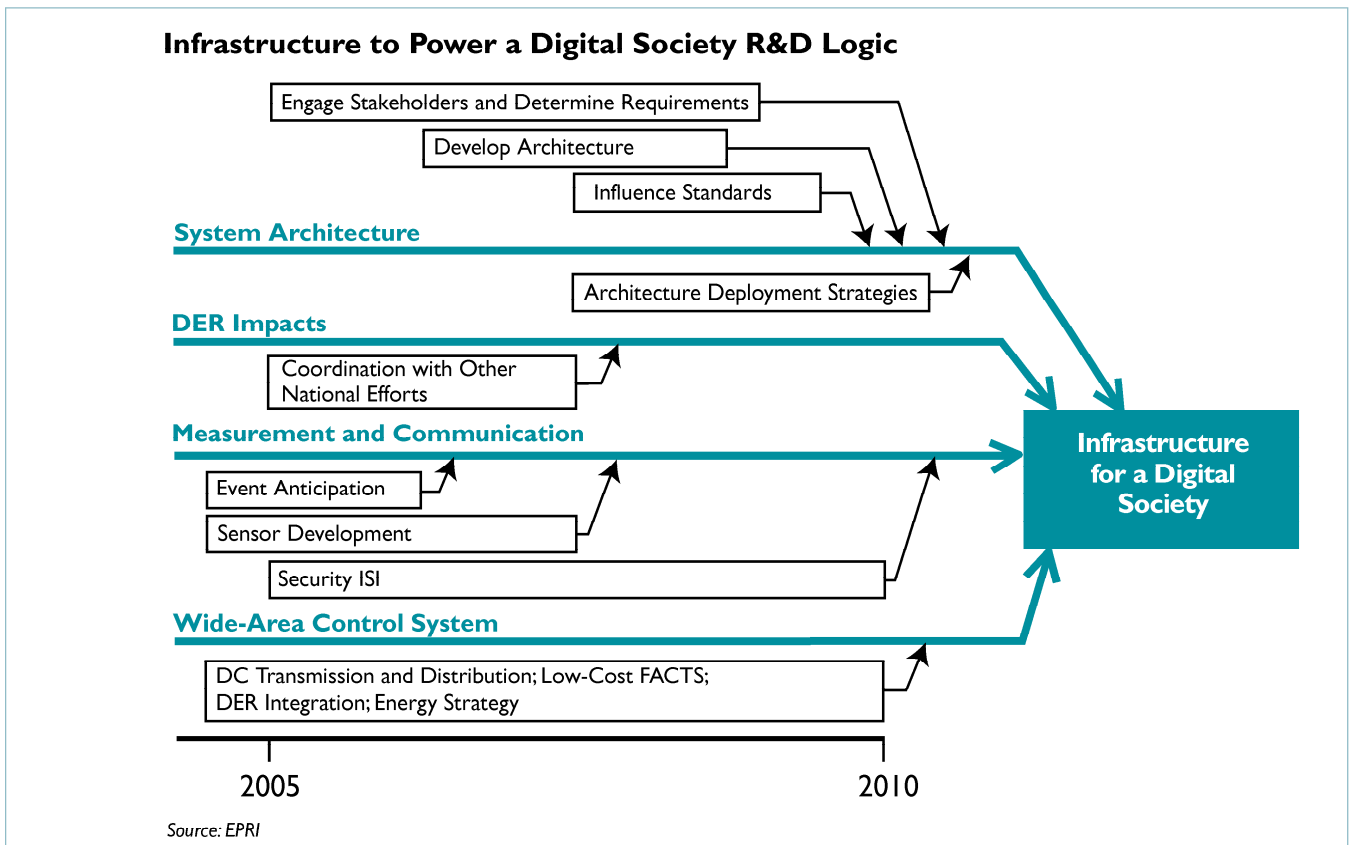 Infrastructure to Power a Digital Society R&D Logic
Engage Stakeholders and Determine Requirements
Develop Architecture
Influence Standards
System Architecture
Architecture Deployment Strategies
DER Impacts
Coordination with Other
National Efforts
Measurement and Communication
Infrastructure
for a Digital
Society
Event Anticipation
Sensor Development
Security ISI
Wide-Area Control System
DC Transmission and Distribution; Low-Cost FACTS;
DER Integration; Energy Strategy
2005
2010
Source: EPRI